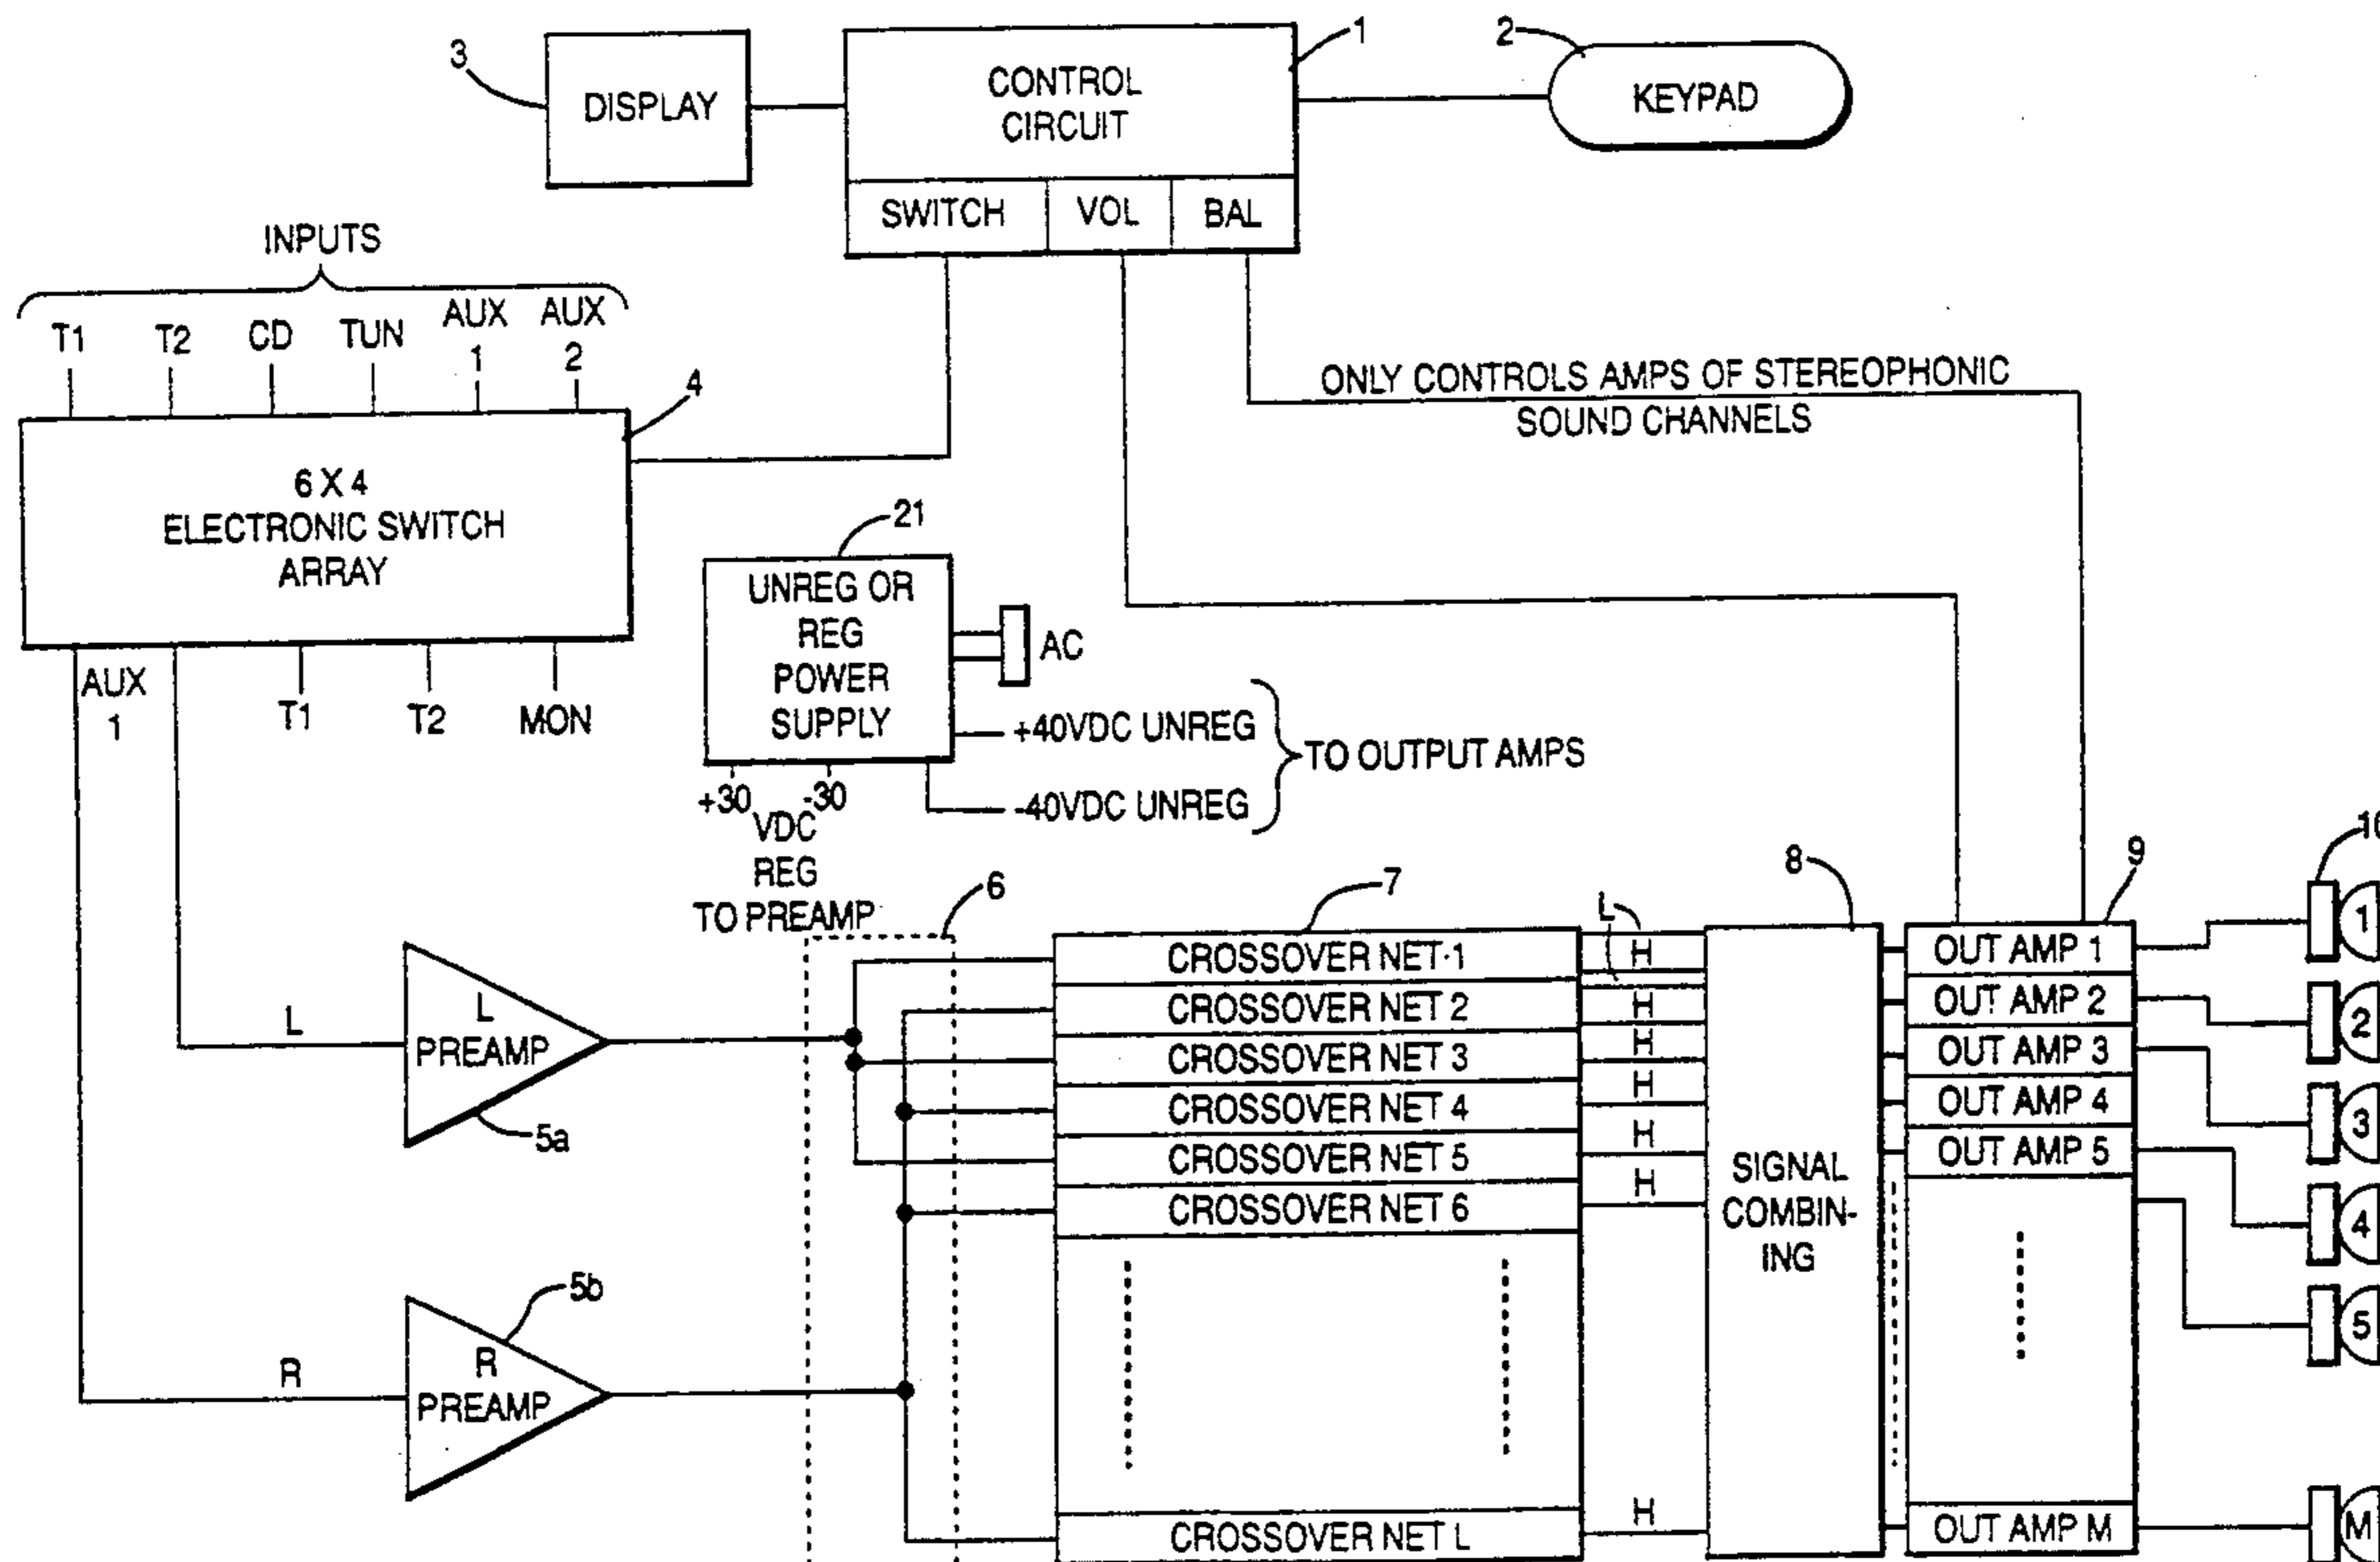 3
DISPLAY
CONTROL
CIRCUIT
1
2
KEYPAD
SWITCH
VOL
BAL
INPUTS
T1
T2
CD
TUN
AUX
1
AUX
2
4
6 X 4
ELECTRONIC SWITCH
ARRAY
ONLY CONTROLS AMPS OF STEREOPHONIC
SOUND CHANNELS
21
UNREG OR
REG
POWER
SUPPLY
AC
+40VDC UNREG
-40VDC UNREG
TO OUTPUT AMPS
+30
-30
VDC
REG
TO PREAMP
AUX
1
T1
T2
MON
L
L
PREAMP
5a
R
R
PREAMP
5b
6
7
CROSSOVER NET 1
CROSSOVER NET 2
CROSSOVER NET 3
CROSSOVER NET 4
CROSSOVER NET 5
CROSSOVER NET 6
CROSSOVER NET L
L
H
H
H
H
H
H
H
8
SIGNAL
COMBIN-
ING
9
OUT AMP 1
OUT AMP 2
OUT AMP 3
OUT AMP 4
OUT AMP 5
OUT AMP M
1
2
3
4
5
M